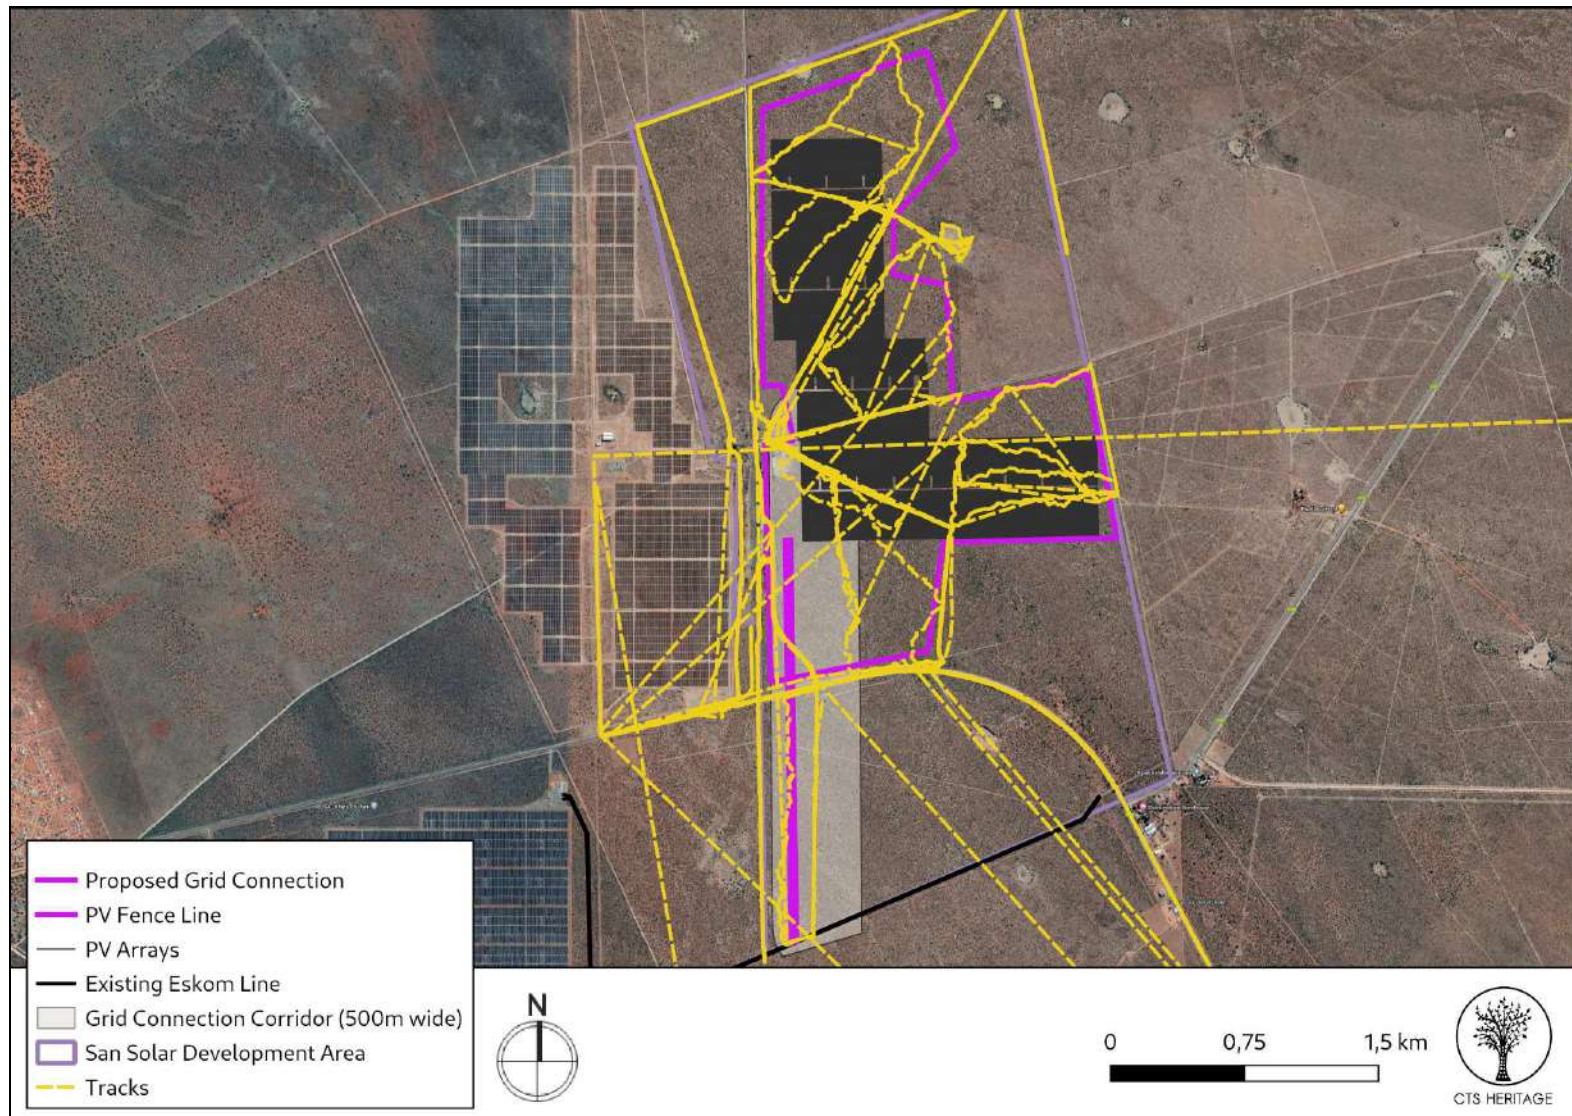 Proposed Grid Connection
PV Fence Line
PV Arrays
Existing Eskom Line
Grid Connection Corridor (500m wide)
San Solar Development Area
Tracks
N
0 0,75 1,5 km
CTS HERITAGE